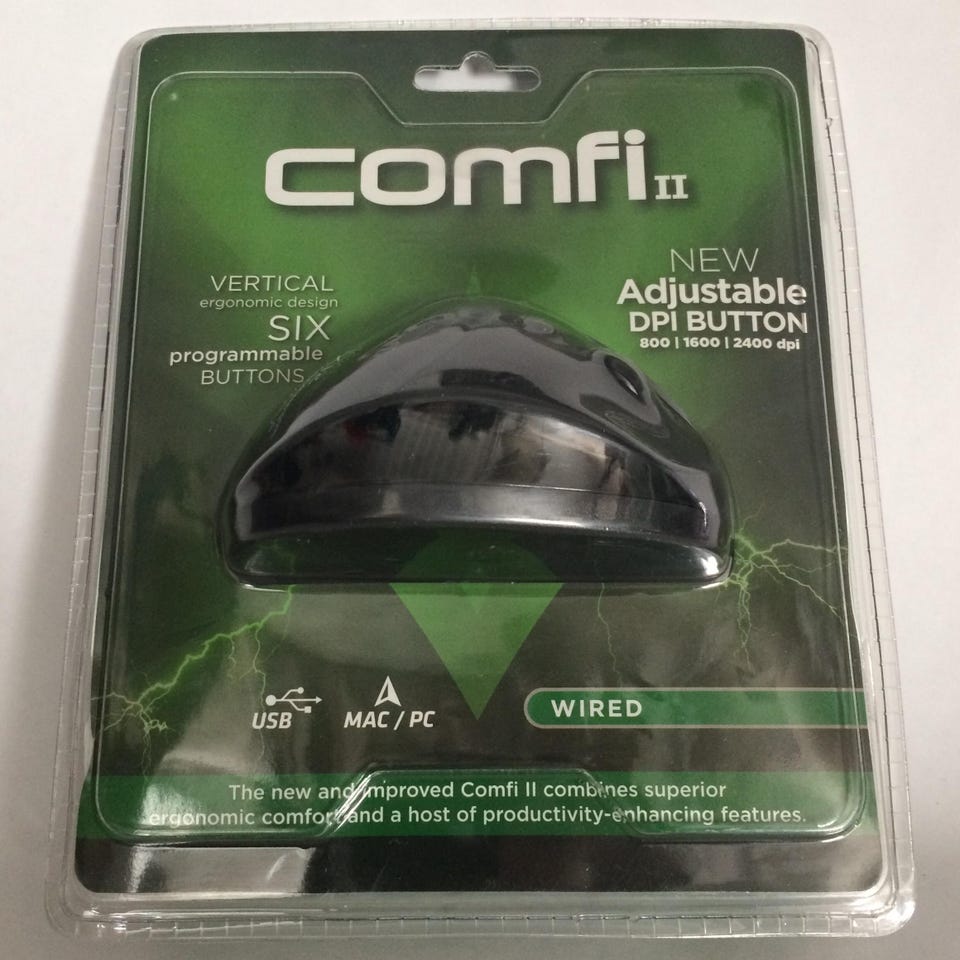 comfi II
VERTICAL
ergonomic design
SIX
programmable
BUTTONS
NEW
Adjustable
DPI BUTTON
800 | 1600 | 2400 dpi
USB
MAC / PC
WIRED
The new and improved Comfi II combines superior
ergonomic comfort and a host of productivity-enhancing features.